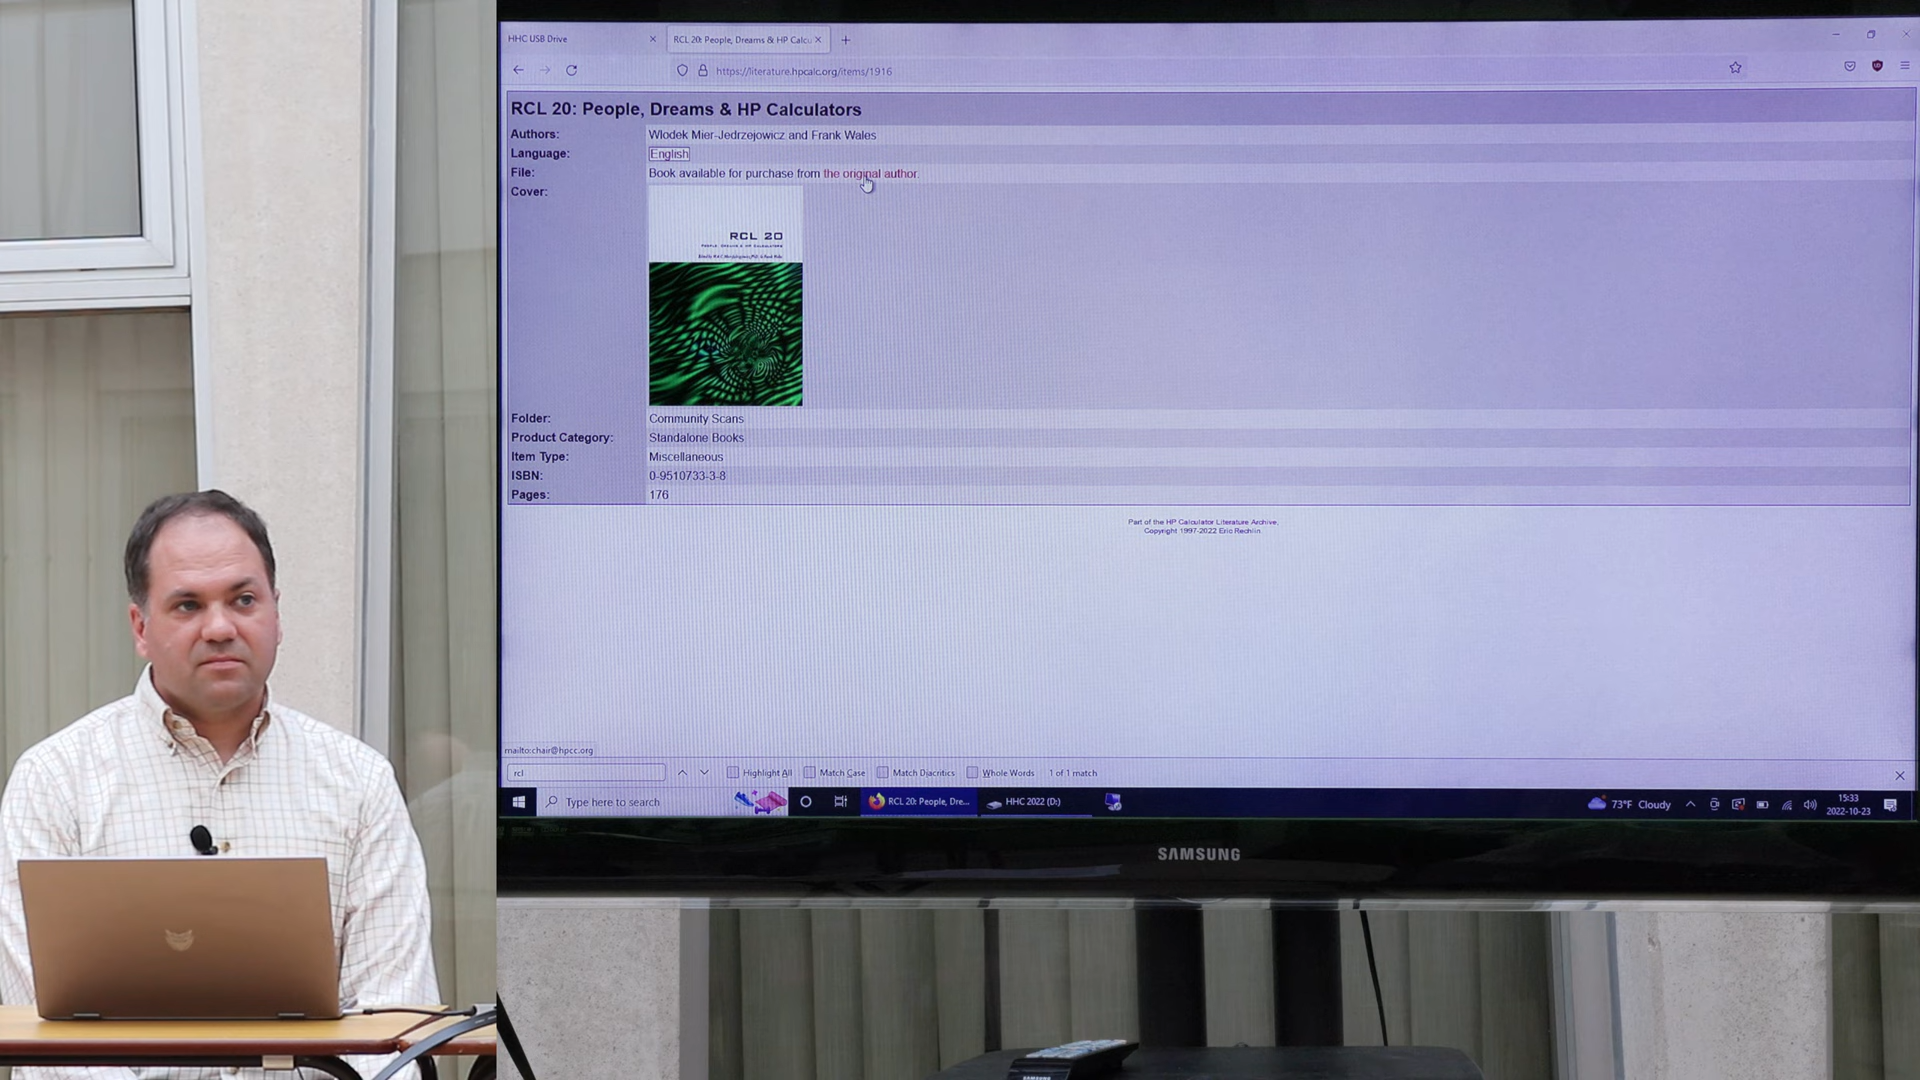 HHC USB Drive
RCL 20: People, Dreams & HP Calcu
https://literature.hpcalc.org/items/1916
RCL 20: People, Dreams & HP Calculators
Authors: Wlodek Mier-Jedrzejowicz and Frank Wales
Language: English
File: Book available for purchase from the original author.
Cover:
RCL 20
PEOPLE, DREAMS & HP CALCULATORS
Folder: Community Scans
Product Category: Standalone Books
Item Type: Miscellaneous
ISBN: 0-9510733-3-8
Pages: 176
Part of the HP Calculator Literature Archive,
Copyright 1997-2022 Eric Rechlin.
mailto:chair@hpcc.org
rcl Highlight All Match Case Match Diacritics Whole Words 1 of 1 match
Type here to search RCL 20: People, Dre... HHC 2022 (D:) 73°F Cloudy 15:33
2022-10-23
SAMSUNG
SAMSUNG